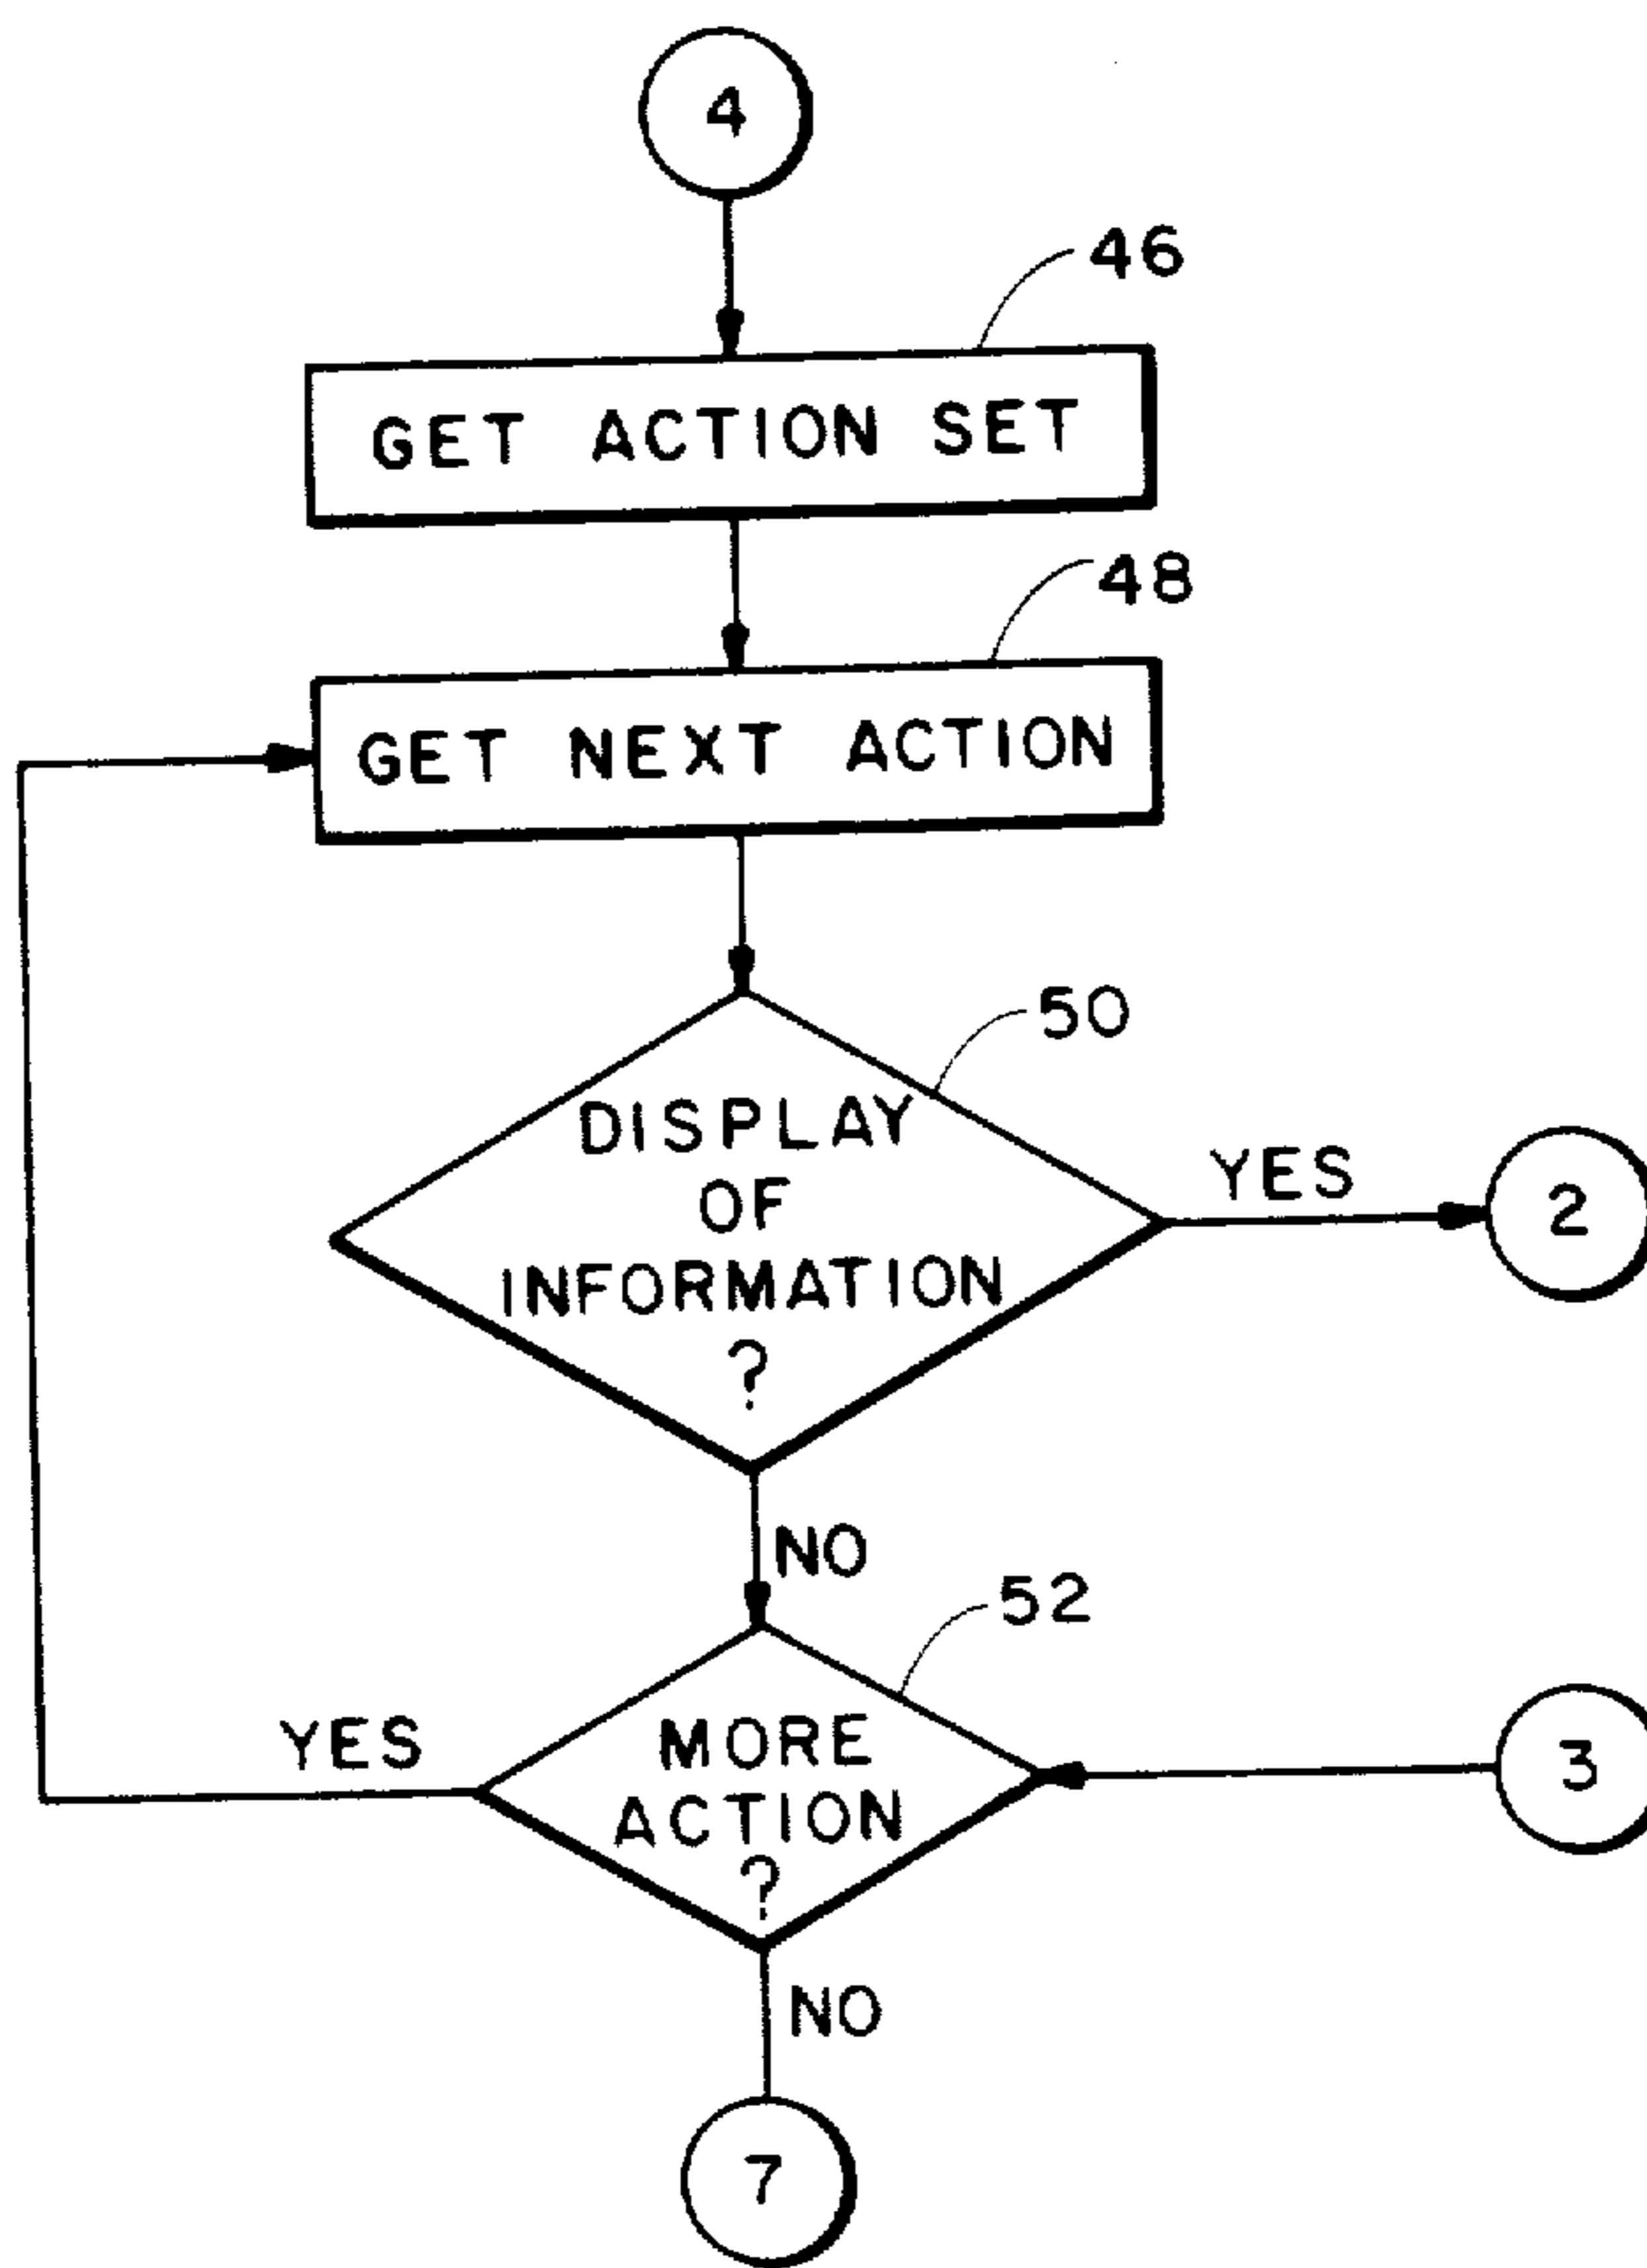 4
46
GET ACTION SET
48
GET NEXT ACTION
50
DISPLAY
OF
INFORMATION
?
YES
2
NO
52
YES
MORE
ACTION
?
3
NO
7